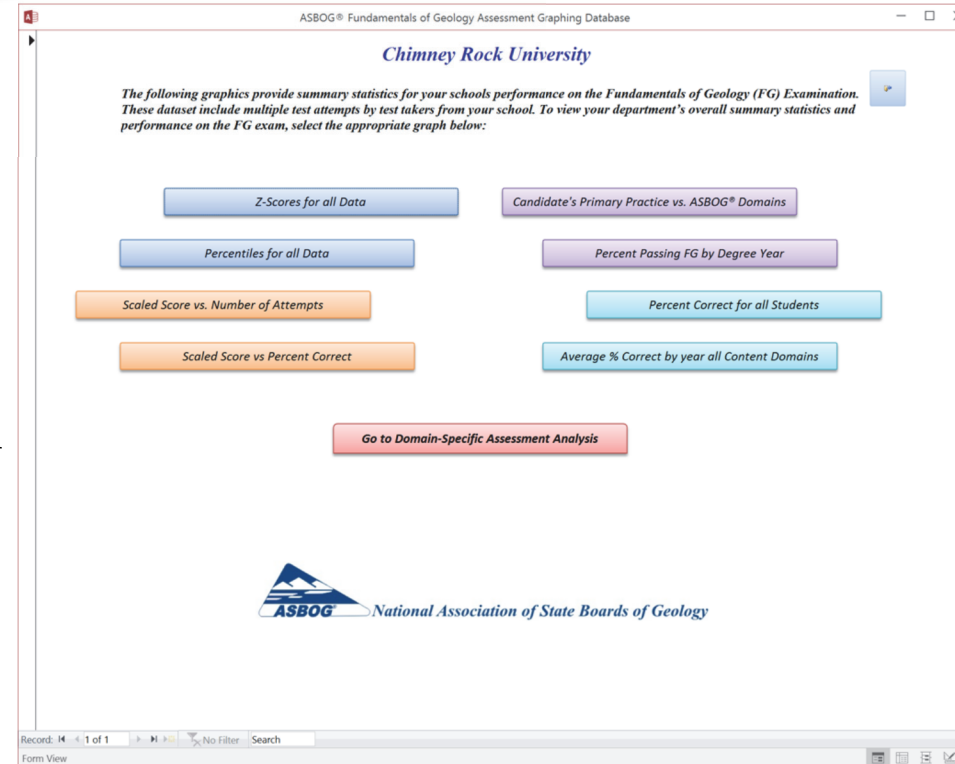 ASBOG® Fundamentals of Geology Assessment Graphing Database
Chimney Rock University
The following graphics provide summary statistics for your schools performance on the Fundamentals of Geology (FG) Examination.
These dataset include multiple test attempts by test takers from your school. To view your department's overall summary statistics and
performance on the FG exam, select the appropriate graph below:
Z-Scores for all Data
Candidate's Primary Practice vs. ASBOG® Domains
Percentiles for all Data
Percent Passing FG by Degree Year
Scaled Score vs. Number of Attempts
Percent Correct for all Students
Scaled Score vs Percent Correct
Average % Correct by year all Content Domains
Go to Domain-Specific Assessment Analysis
ASBOG®
National Association of State Boards of Geology
Record: 1 of 1 No Filter Search
Form View